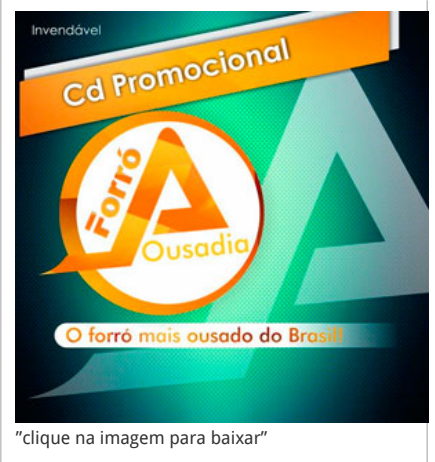 Invendável
Cd Promocional
Forró
A
Ousadia
O forró mais ousado do Brasil!
"clique na imagem para baixar"